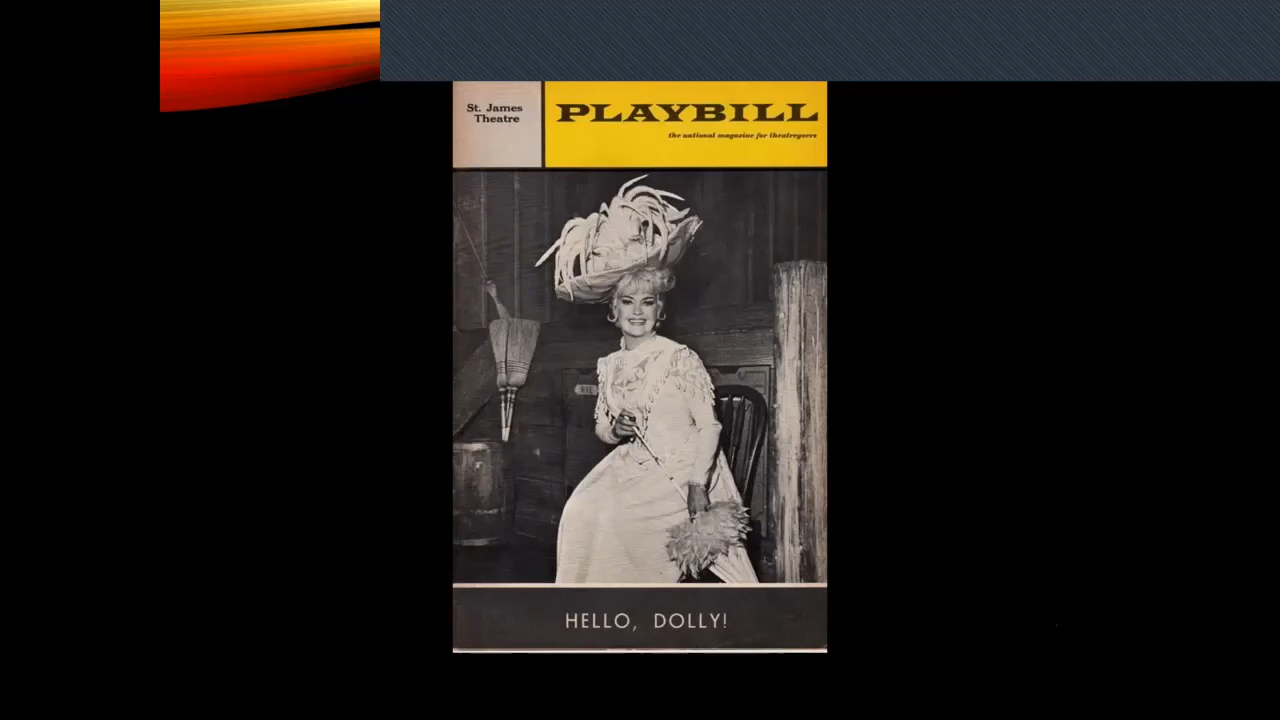 St. James
Theatre
PLAYBILL
the national magazine for theatregoers
HELLO, DOLLY!